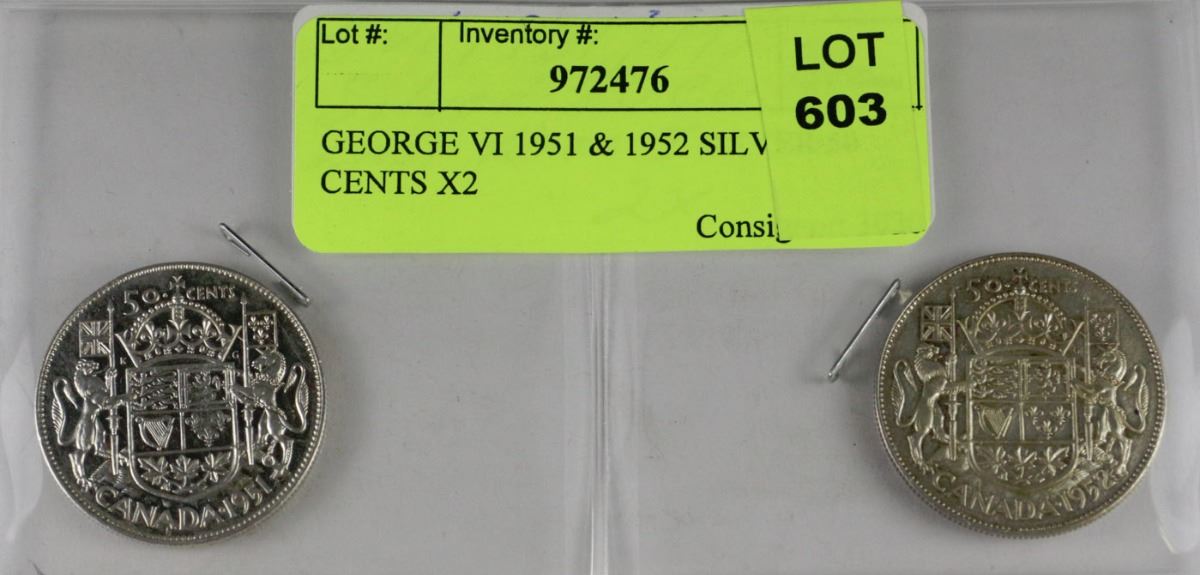 Lot #:
Inventory #:
972476
LOT
603
GEORGE VI 1951 & 1952 SILV
CENTS X2
Consig
50 CENTS
K G
CANADA·1951
50 CENTS
CANADA·1952